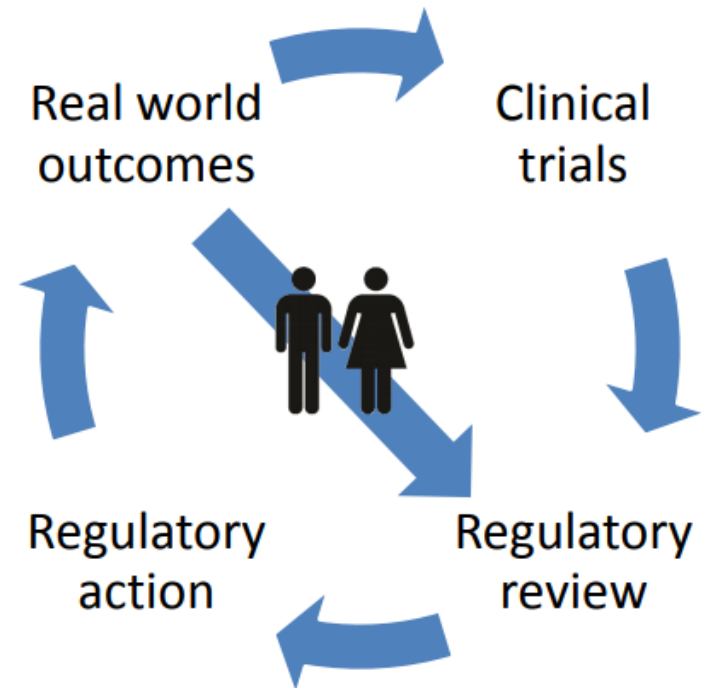 Real world
outcomes
Clinical
trials
Regulatory
action
Regulatory
review